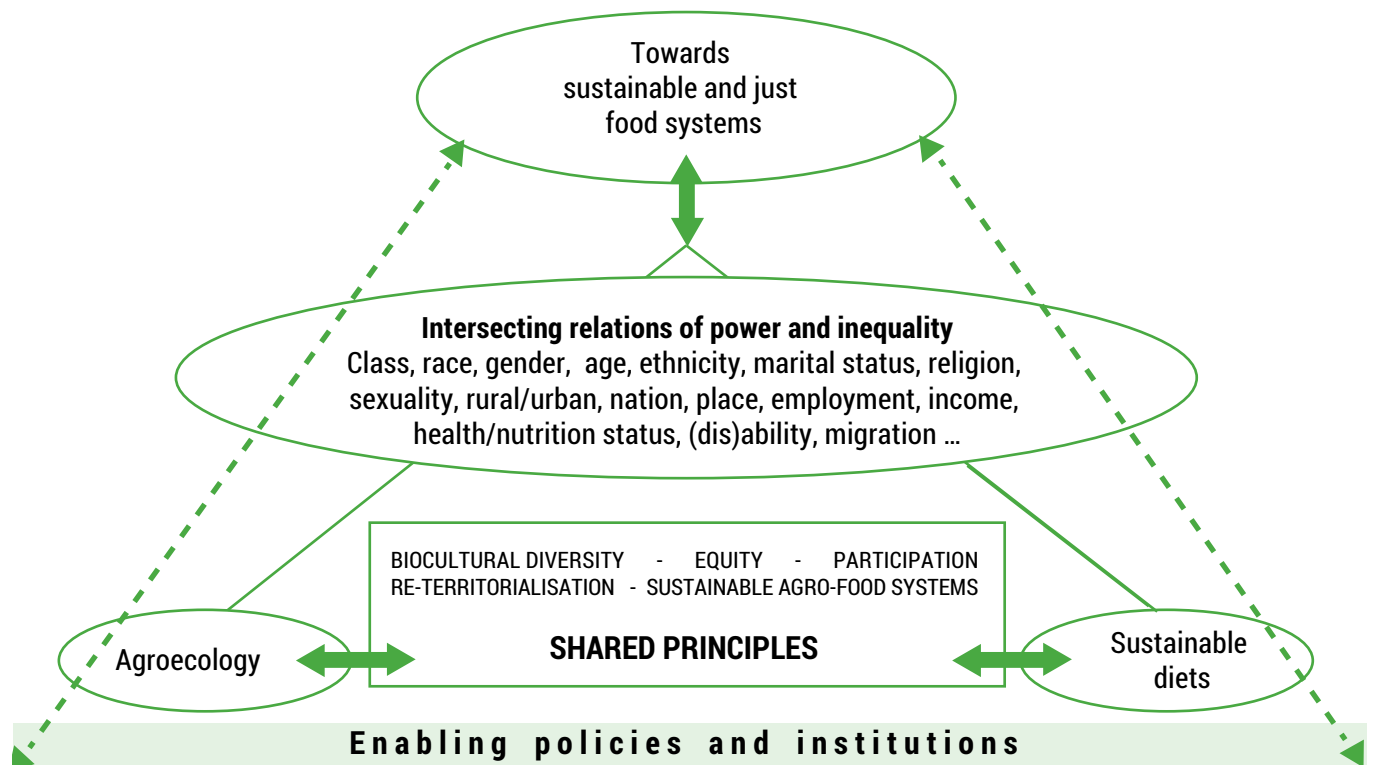 Towards
sustainable and just
food systems
Intersecting relations of power and inequality
Class, race, gender, age, ethnicity, marital status, religion,
sexuality, rural/urban, nation, place, employment, income,
health/nutrition status, (dis)ability, migration ...
BIOCULTURAL DIVERSITY - EQUITY - PARTICIPATION
RE-TERRITORIALISATION - SUSTAINABLE AGRO-FOOD SYSTEMS
SHARED PRINCIPLES
Agroecology
Sustainable
diets
Enabling policies and institutions